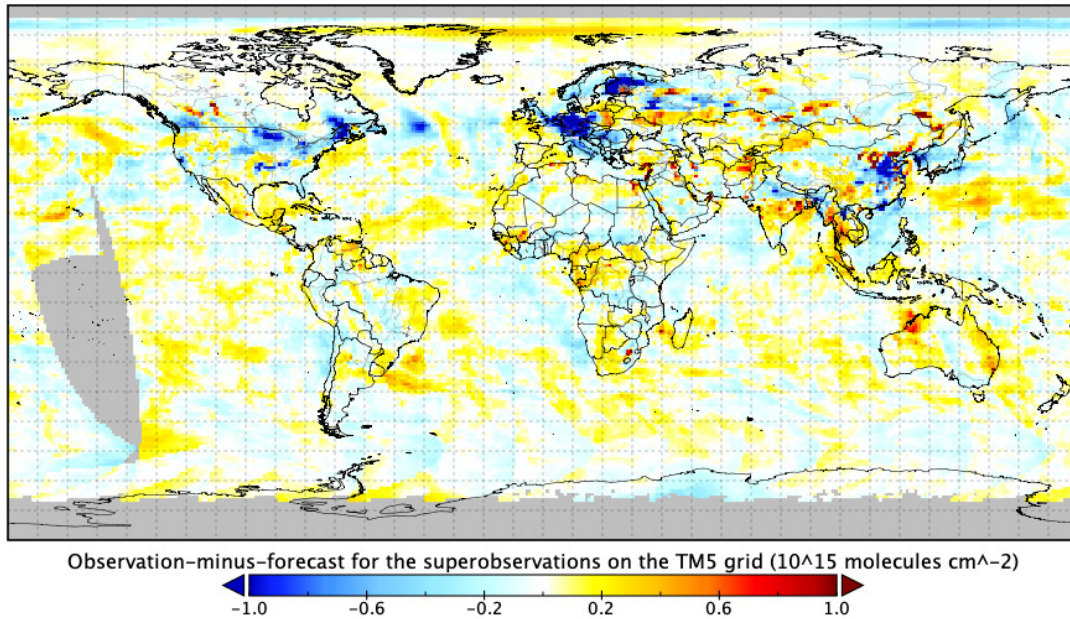 Observation-minus-forecast for the superobservations on the TM5 grid (10^15 molecules cm^-2)
-1.0 -0.6 -0.2 0.2 0.6 1.0